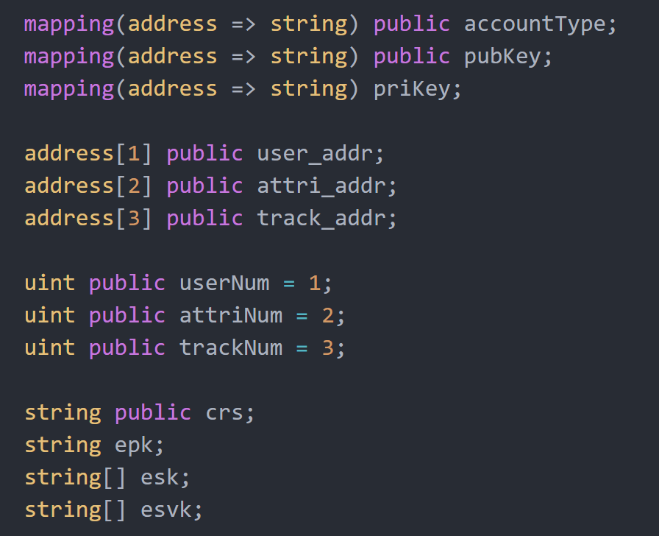 mapping(address => string) public accountType;
mapping(address => string) public pubKey;
mapping(address => string) priKey;
address[1] public user_addr;
address[2] public attri_addr;
address[3] public track_addr;
uint public userNum = 1;
uint public attriNum = 2;
uint public trackNum = 3;
string public crs;
string epk;
string[] esk;
string[] esvk;